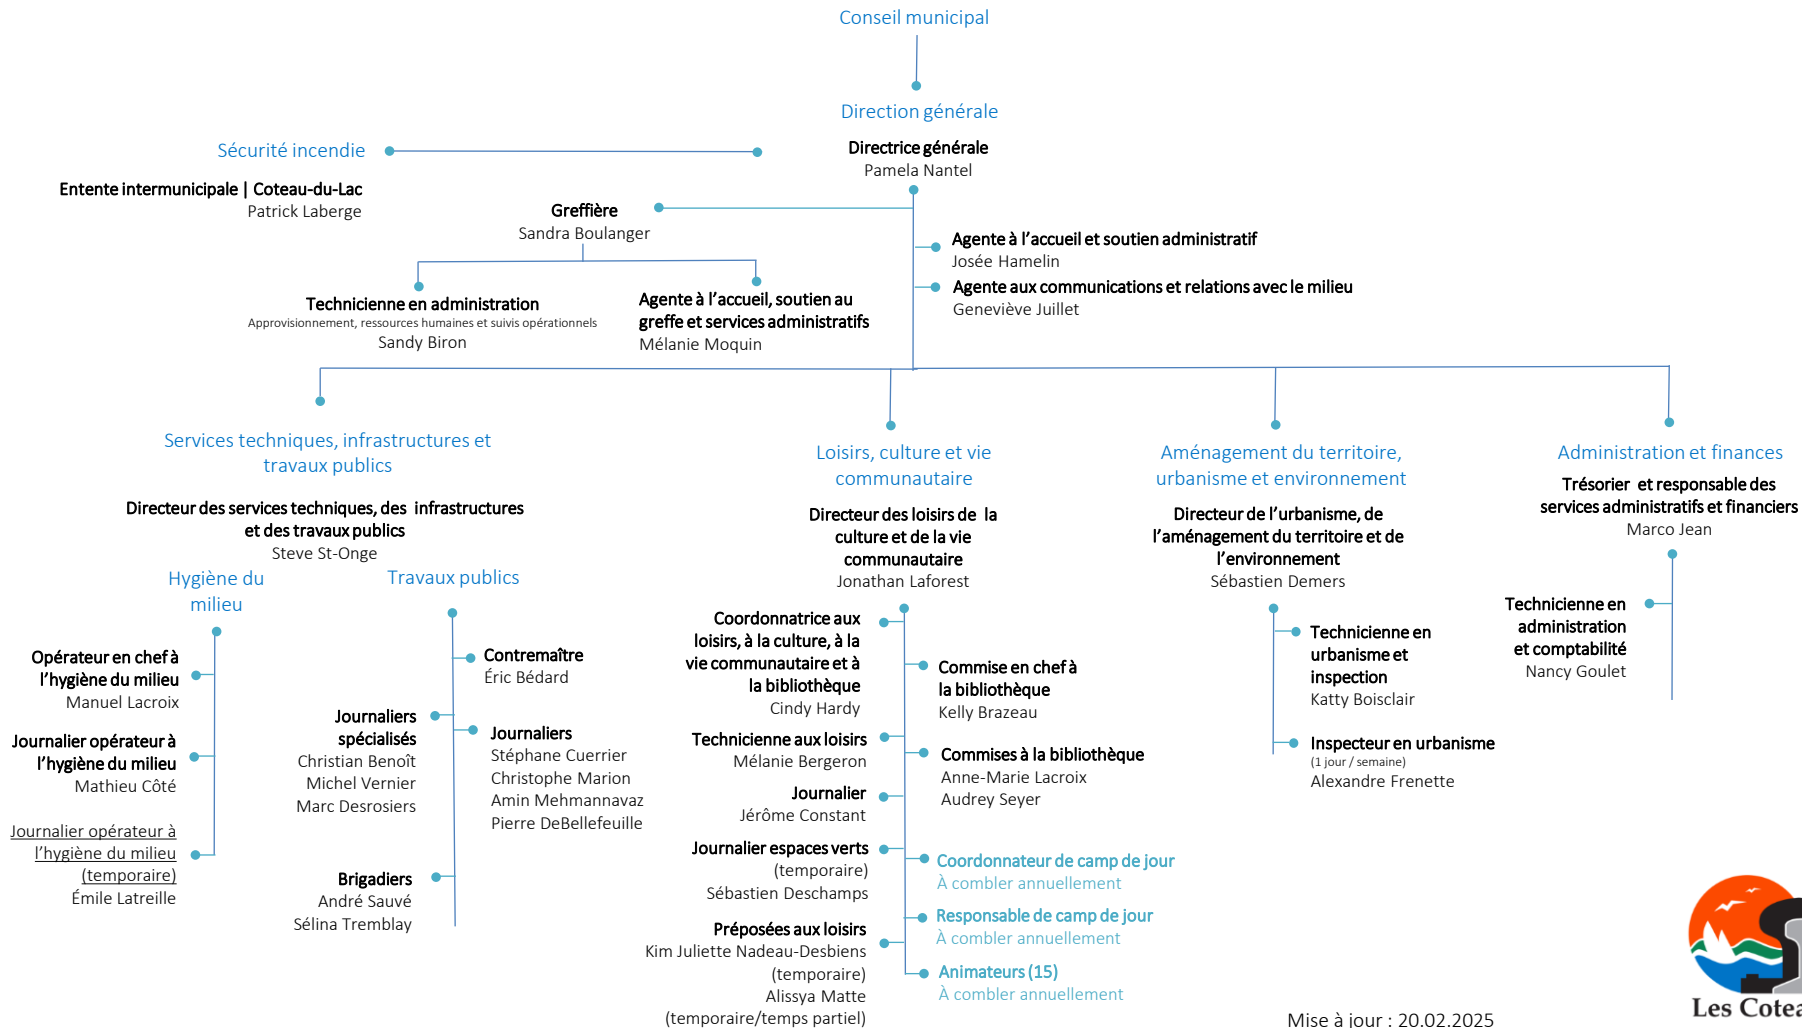 Conseil municipal
Direction générale
Directrice générale
Pamela Nantel
Sécurité incendie
Entente intermunicipale | Coteau-du-Lac
Patrick Laberge
Greffière
Sandra Boulanger
Agente à l’accueil et soutien administratif
Josée Hamelin
Agente aux communications et relations avec le milieu
Geneviève Juillet
Technicienne en administration
Approvisionnement, ressources humaines et suivis opérationnels
Sandy Biron
Agente à l’accueil, soutien au
greffe et services administratifs
Mélanie Moquin
Services techniques, infrastructures et
travaux publics
Directeur des services techniques, des infrastructures
et des travaux publics
Steve St-Onge
Hygiène du
milieu
Opérateur en chef à
l’hygiène du milieu
Manuel Lacroix
Journalier opérateur à
l’hygiène du milieu
Mathieu Côté
Journalier opérateur à
l’hygiène du milieu
(temporaire)
Émile Latreille
Travaux publics
Contremaître
Éric Bédard
Journaliers
spécialisés
Christian Benoît
Michel Vernier
Marc Desrosiers
Journaliers
Stéphane Cuerrier
Christophe Marion
Amin Mehmannavaz
Pierre DeBellefeuille
Brigadiers
André Sauvé
Sélina Tremblay
Loisirs, culture et vie
communautaire
Directeur des loisirs de la
culture et de la vie
communautaire
Jonathan Laforest
Coordonnatrice aux
loisirs, à la culture, à la
vie communautaire et à
la bibliothèque
Cindy Hardy
Commise en chef à
la bibliothèque
Kelly Brazeau
Technicienne aux loisirs
Mélanie Bergeron
Commises à la bibliothèque
Anne-Marie Lacroix
Audrey Seyer
Journalier
Jérôme Constant
Journalier espaces verts
(temporaire)
Sébastien Deschamps
Coordonnateur de camp de jour
À combler annuellement
Responsable de camp de jour
À combler annuellement
Préposées aux loisirs
Kim Juliette Nadeau-Desbiens
(temporaire)
Alissya Matte
(temporaire/temps partiel)
Animateurs (15)
À combler annuellement
Aménagement du territoire,
urbanisme et environnement
Directeur de l’urbanisme, de
l’aménagement du territoire et de
l’environnement
Sébastien Demers
Technicienne en
urbanisme et
inspection
Katty Boisclair
Inspecteur en urbanisme
(1 jour / semaine)
Alexandre Frenette
Administration et finances
Trésorier et responsable des
services administratifs et financiers
Marco Jean
Technicienne en
administration
et comptabilité
Nancy Goulet
Les Cotea
Mise à jour : 20.02.2025